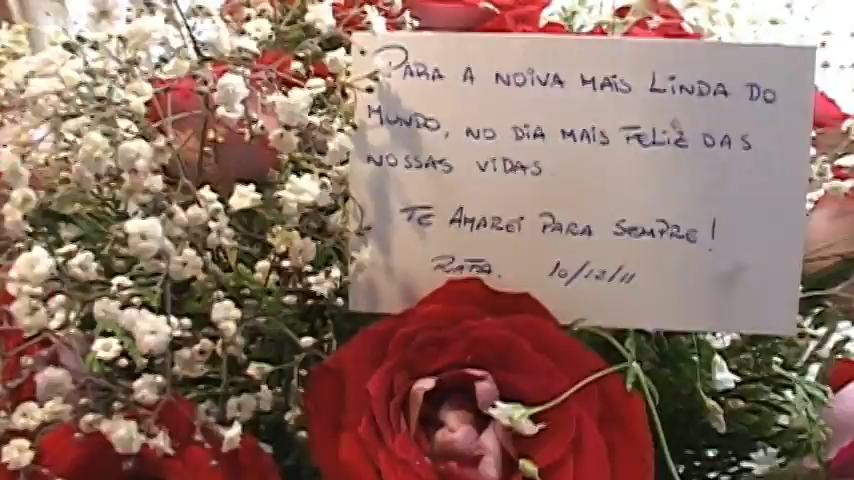 PARA A NOIVA MAIS LINDA DO
MUNDO, NO DIA MAIS FELIZ DAS
NOSSAS VIDAS
TE AMAREI PARA SEMPRE!
RAFA. 10/12/11